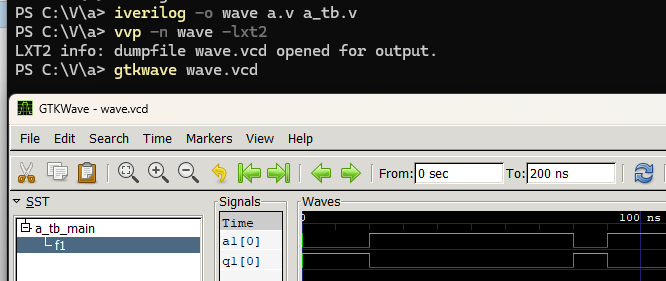 PS C:\V\a> iverilog -o wave a.v a_tb.v
PS C:\V\a> vvp -n wave -lxt2
LXT2 info: dumpfile wave.vcd opened for output.
PS C:\V\a> gtkwave wave.vcd
GTKWave - wave.vcd
File Edit Search Time Markers View Help
From: 0 sec To: 200 ns
SST
Signals
Waves
a_tb_main
f1
Time
a1[0]
q1[0]
0
100 ns